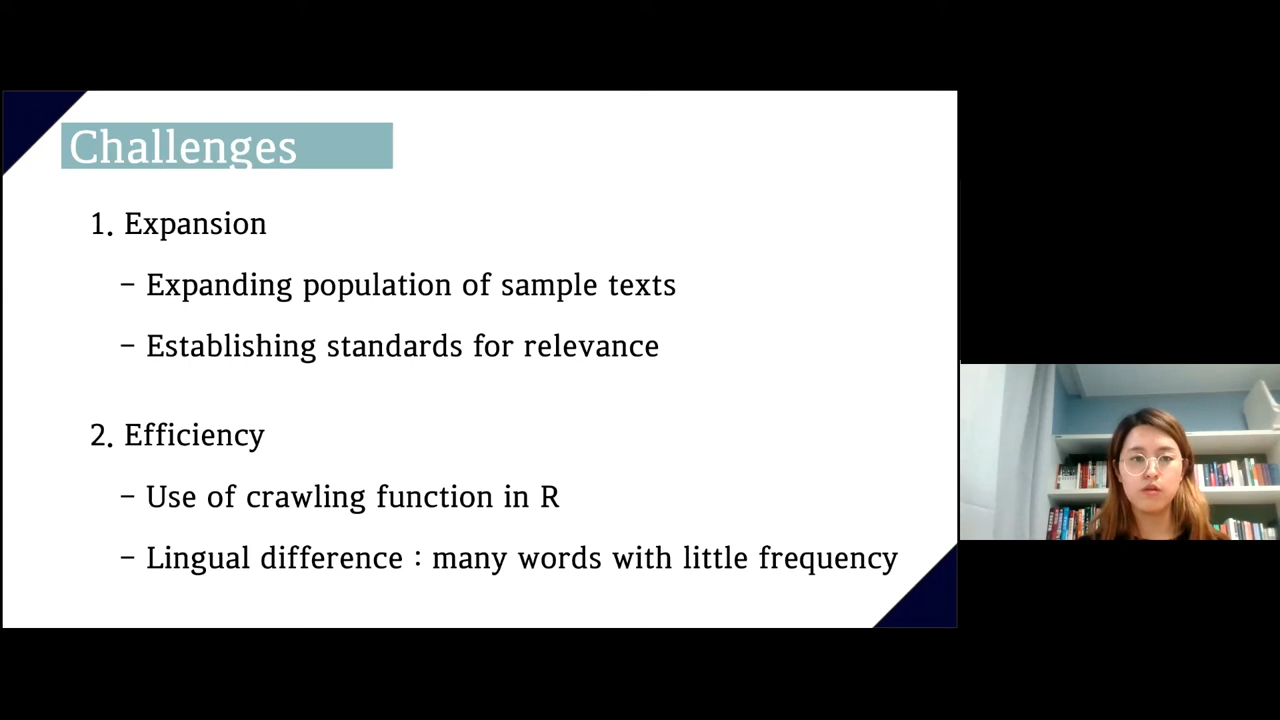 Challenges
1. Expansion
- Expanding population of sample texts
- Establishing standards for relevance
2. Efficiency
- Use of crawling function in R
- Lingual difference : many words with little frequency